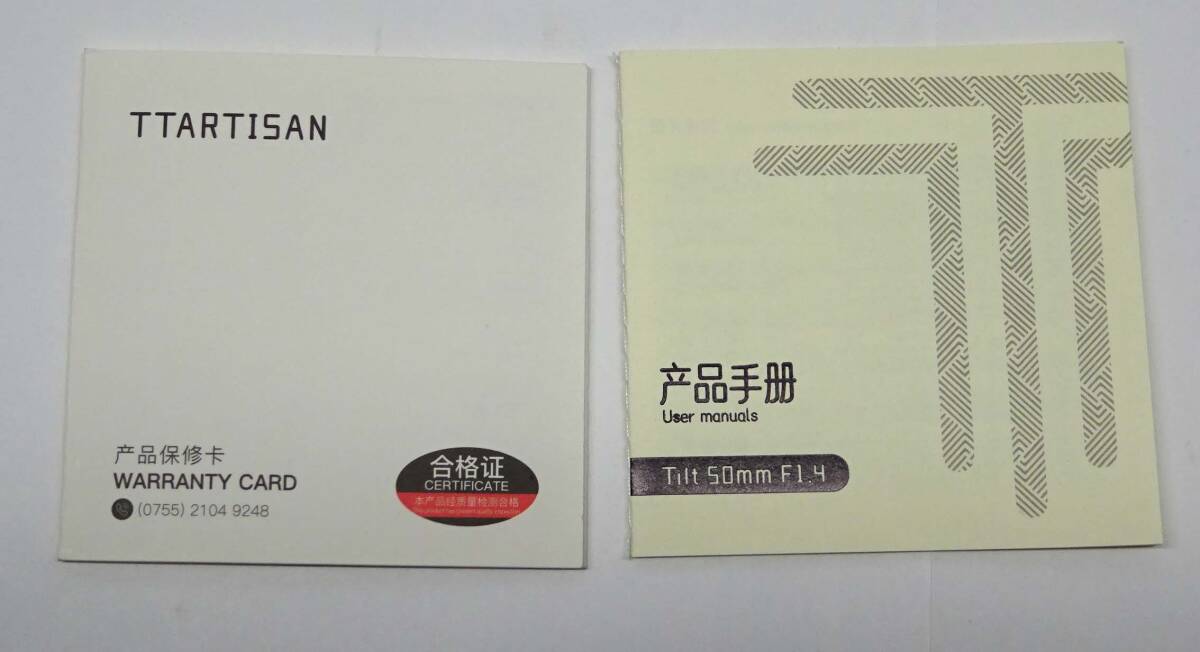 TTARTISAN
产品保修卡
WARRANTY CARD
(0755) 2104 9248
合格证
CERTIFICATE
本产品经质量检测合格
产品手册
User manuals
Tilt 50mm F1.4